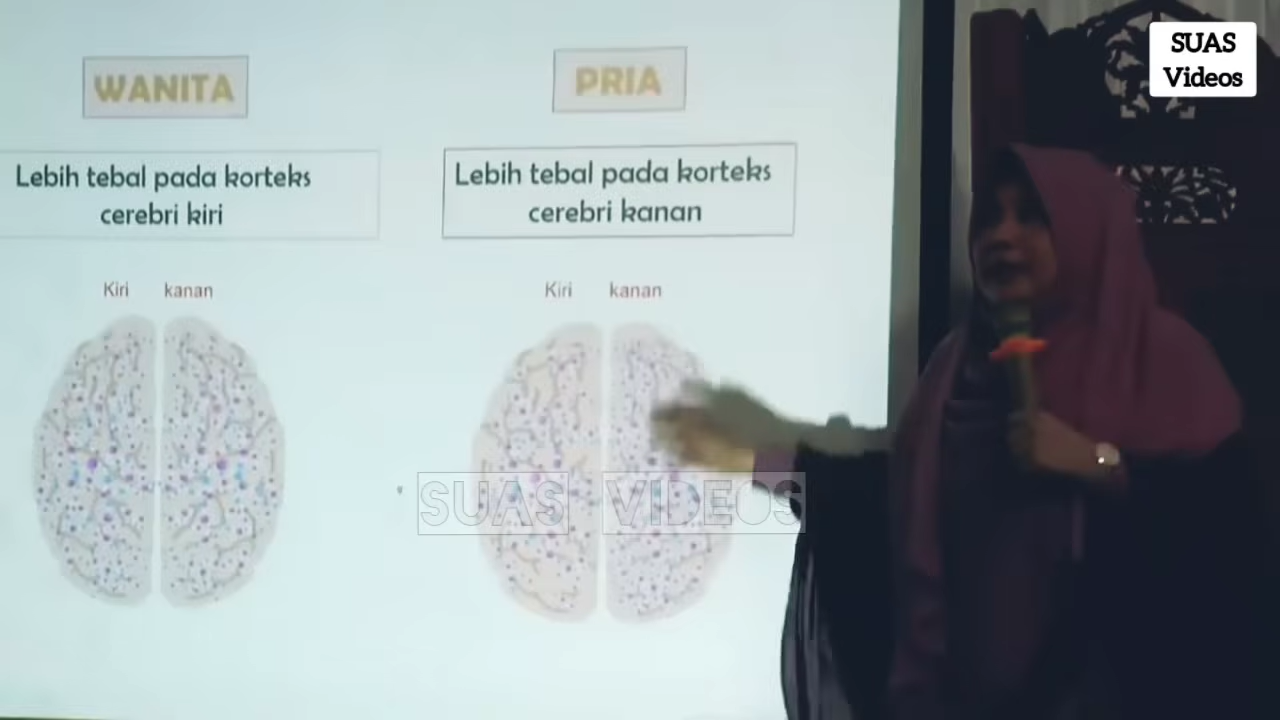 SUAS
Videos
WANITA
PRIA
Lebih tebal pada korteks
cerebri kiri
Lebih tebal pada korteks
cerebri kanan
Kiri kanan
Kiri kanan
SUAS VIDEOS